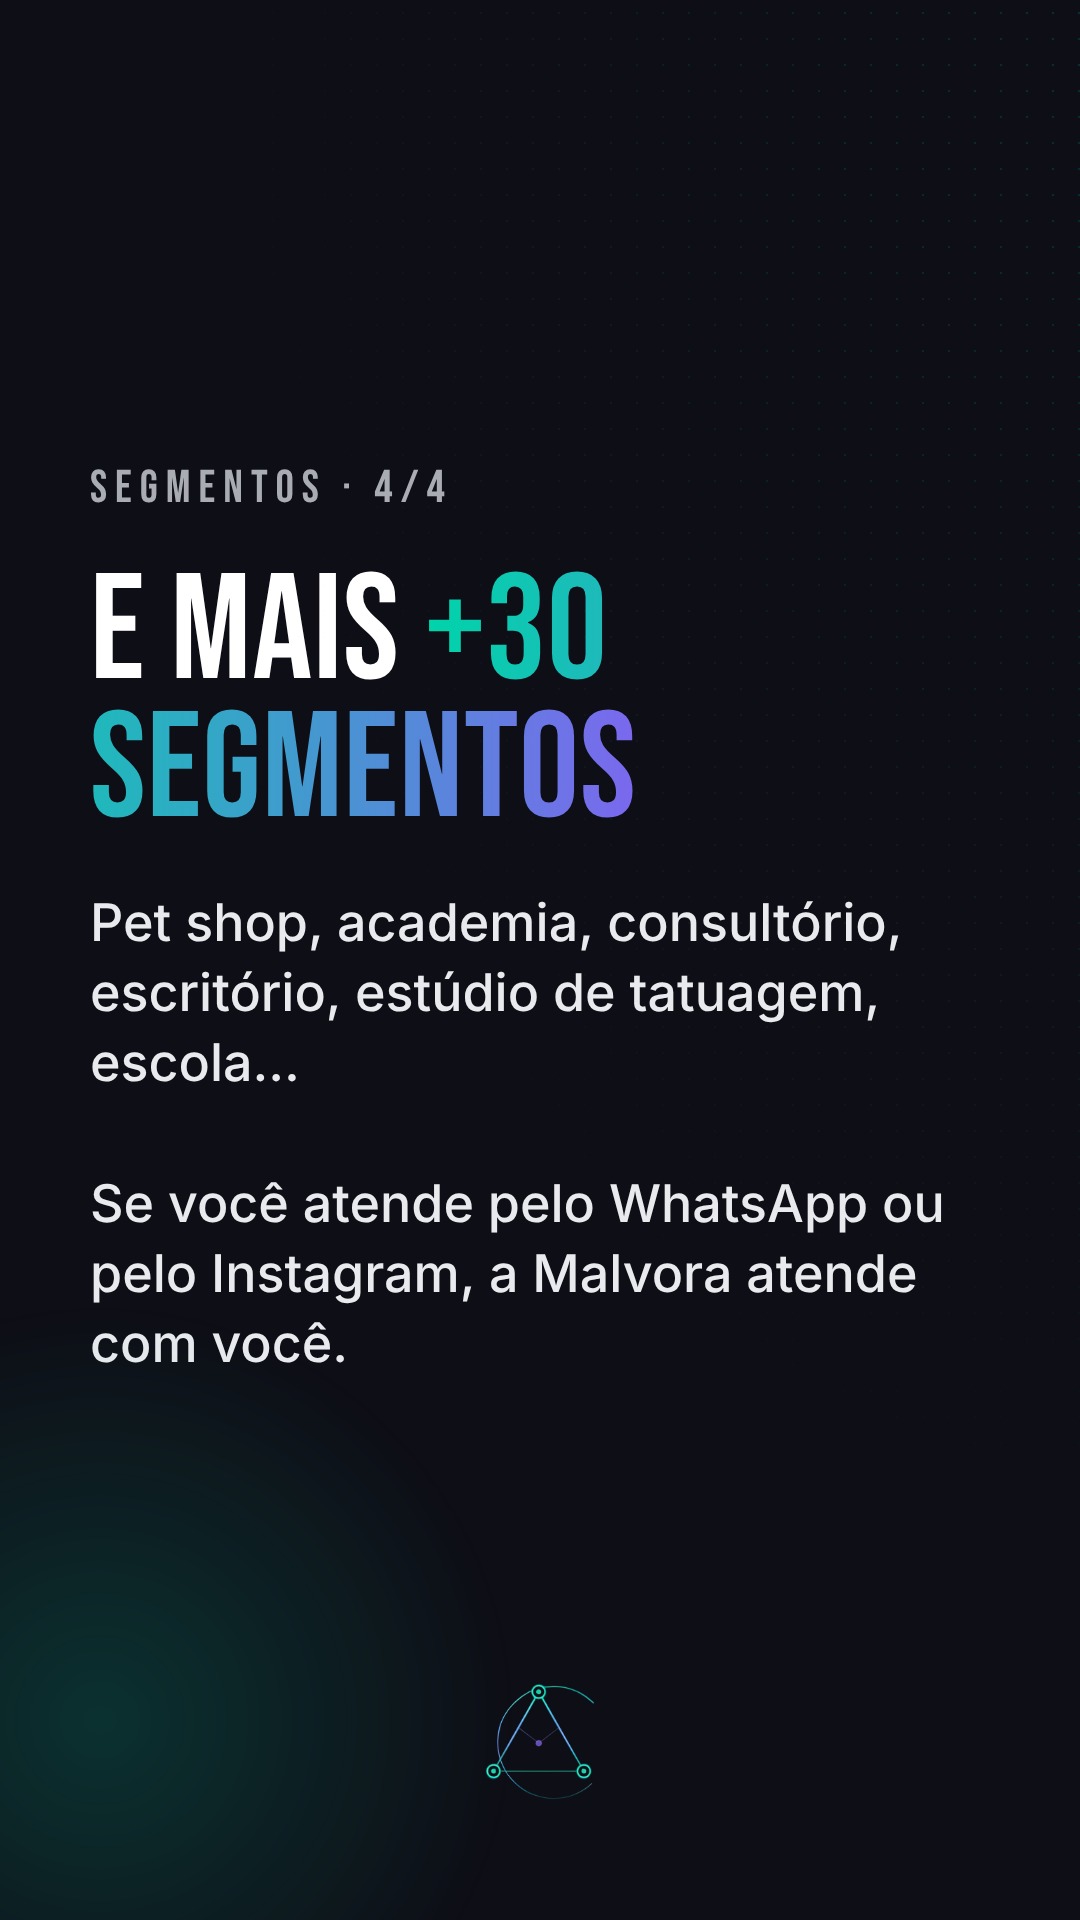 SEGMENTOS · 4/4
E MAIS +30
SEGMENTOS
Pet shop, academia, consultório,
escritório, estúdio de tatuagem,
escola...
Se você atende pelo WhatsApp ou
pelo Instagram, a Malvora atende
com você.